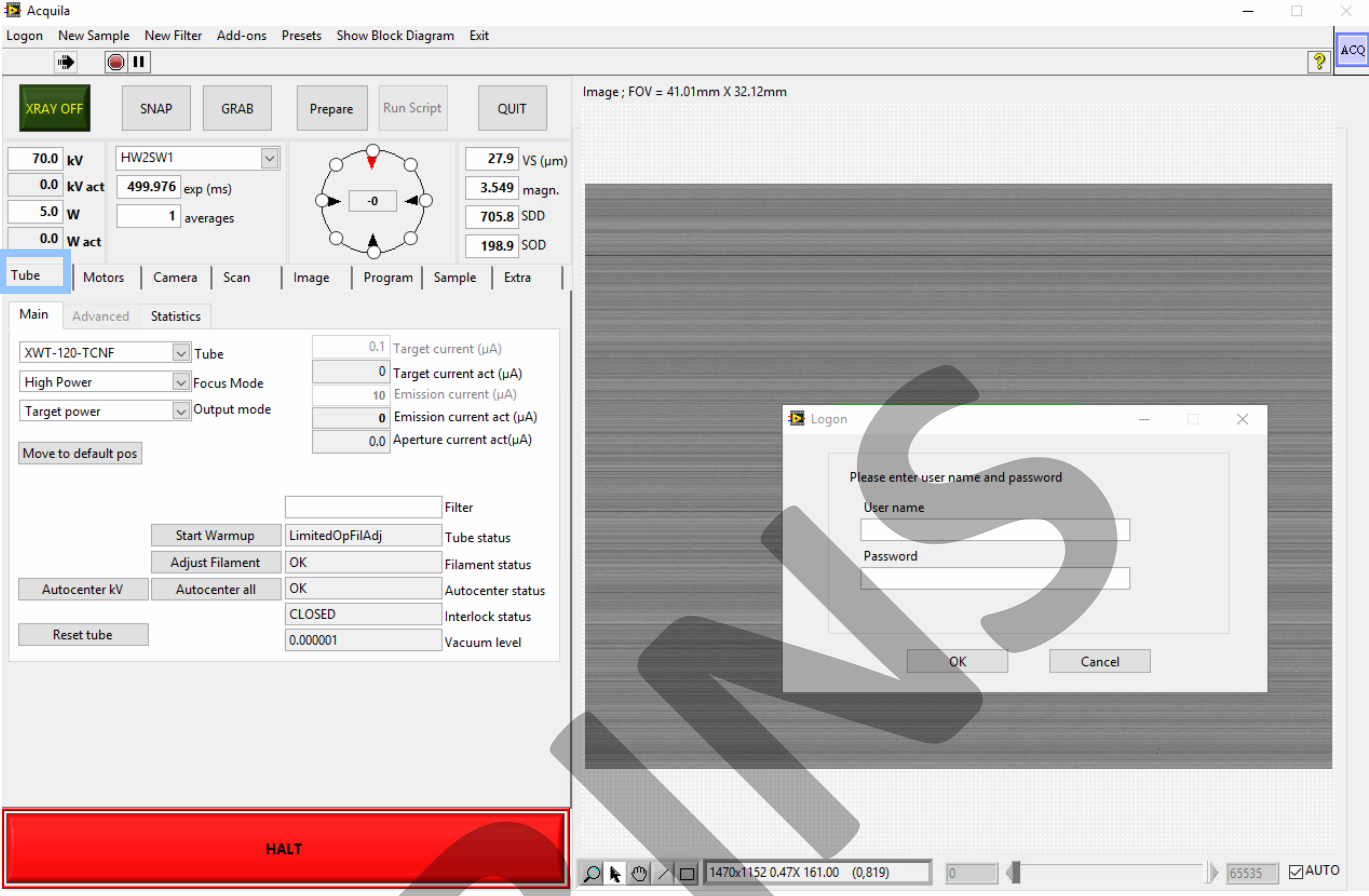 Acquila
Logon New Sample New Filter Add-ons Presets Show Block Diagram Exit
ACQ
XRAY OFF SNAP GRAB Prepare Run Script QUIT
Image ; FOV = 41.01mm X 32.12mm
70.0 kV HW2SW1 27.9 VS (μm)
0.0 kV act 499.976 exp (ms) -0 3.549 magn.
5.0 W 1 averages 705.8 SDD
0.0 W act 198.9 SOD
Tube Motors Camera Scan Image Program Sample Extra
Main Advanced Statistics
XWT-120-TCNF Tube 0.1 Target current (μA)
High Power Focus Mode 0 Target current act (μA)
Target power Output mode 10 Emission current (μA)
0 Emission current act (μA)
Move to default pos 0.0 Aperture current act(μA)
Filter
Start Warmup LimitedOpFilAdj Tube status
Adjust Filament OK Filament status
Autocenter kV Autocenter all OK Autocenter status
CLOSED Interlock status
Reset tube 0.000001 Vacuum level
Logon
Please enter user name and password
User name
Password
OK Cancel
HALT
1470x1152 0.47X 161.00 (0,819) 0 65535 AUTO